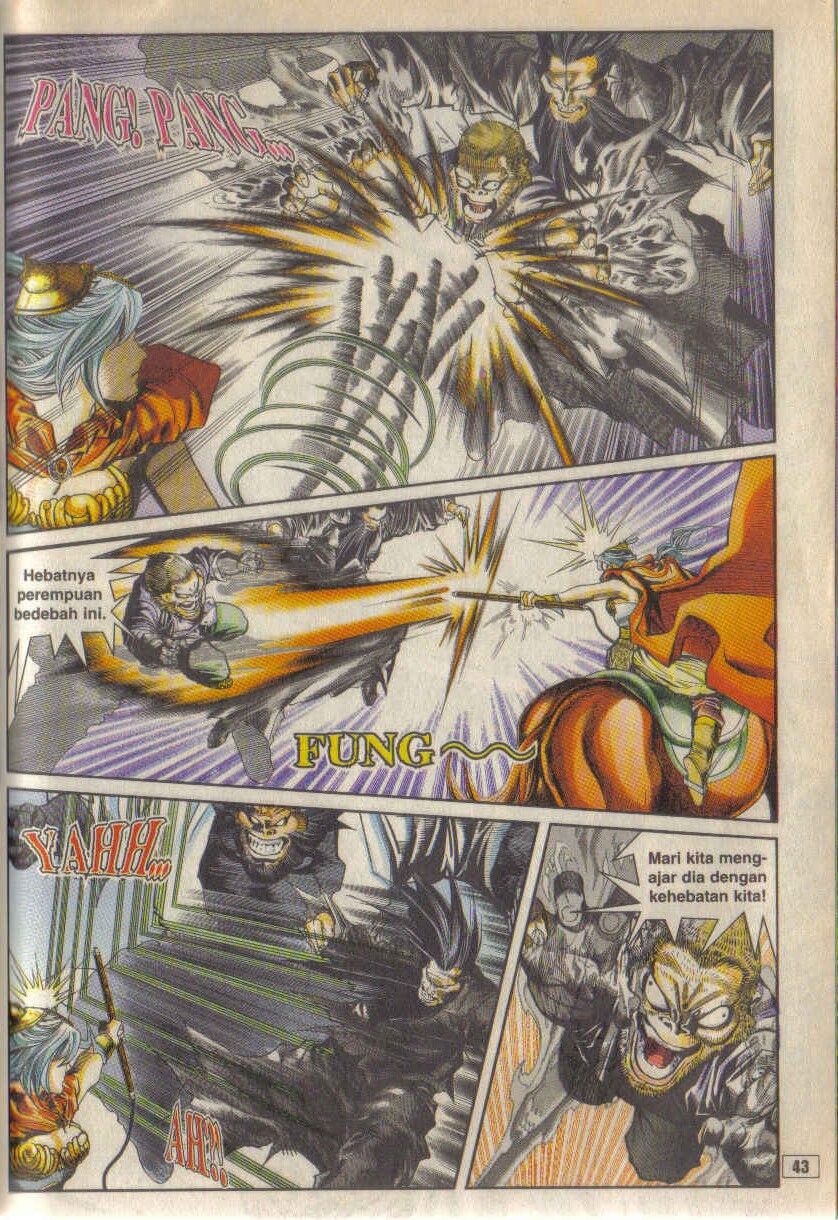 PANG! PANG...
Hebatnya
perempuan
bedebah ini.
FUNG~~
YAHH...
AH?!
Mari kita meng-
ajar dia dengan
kehebatan kita!
43